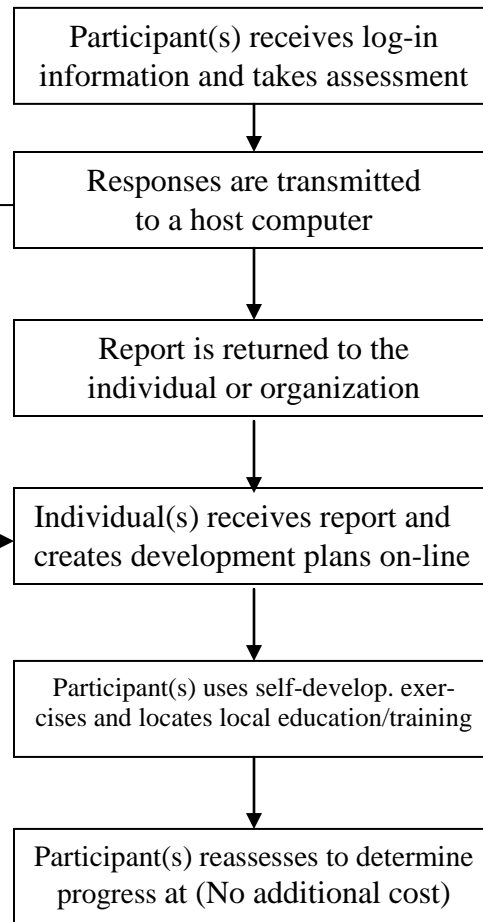 Participant(s) receives log-in
information and takes assessment
Responses are transmitted
to a host computer
Report is returned to the
individual or organization
Individual(s) receives report and
creates development plans on-line
Participant(s) uses self-develop. exer-
cises and locates local education/training
Participant(s) reassesses to determine
progress at (No additional cost)